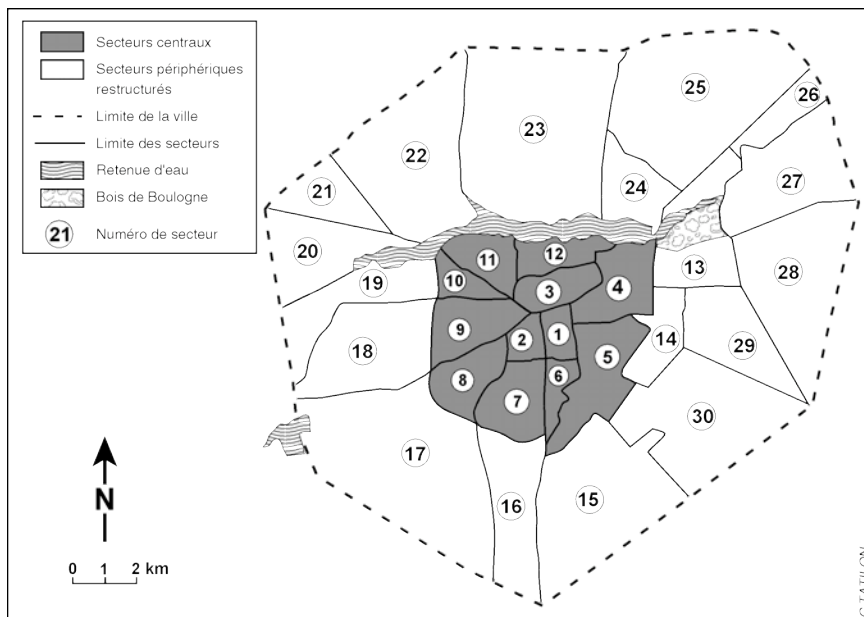 Secteurs centraux
Secteurs périphériques
restructurés
Limite de la ville
Limite des secteurs
Retenue d'eau
Bois de Boulogne
21 Numéro de secteur
25
26
23
22
24
27
21
20
12
11
13
28
19
10
3
4
9
1
2
14
29
18
5
6
8
7
30
17
15
16
N
0 1 2 km
C.TATILON